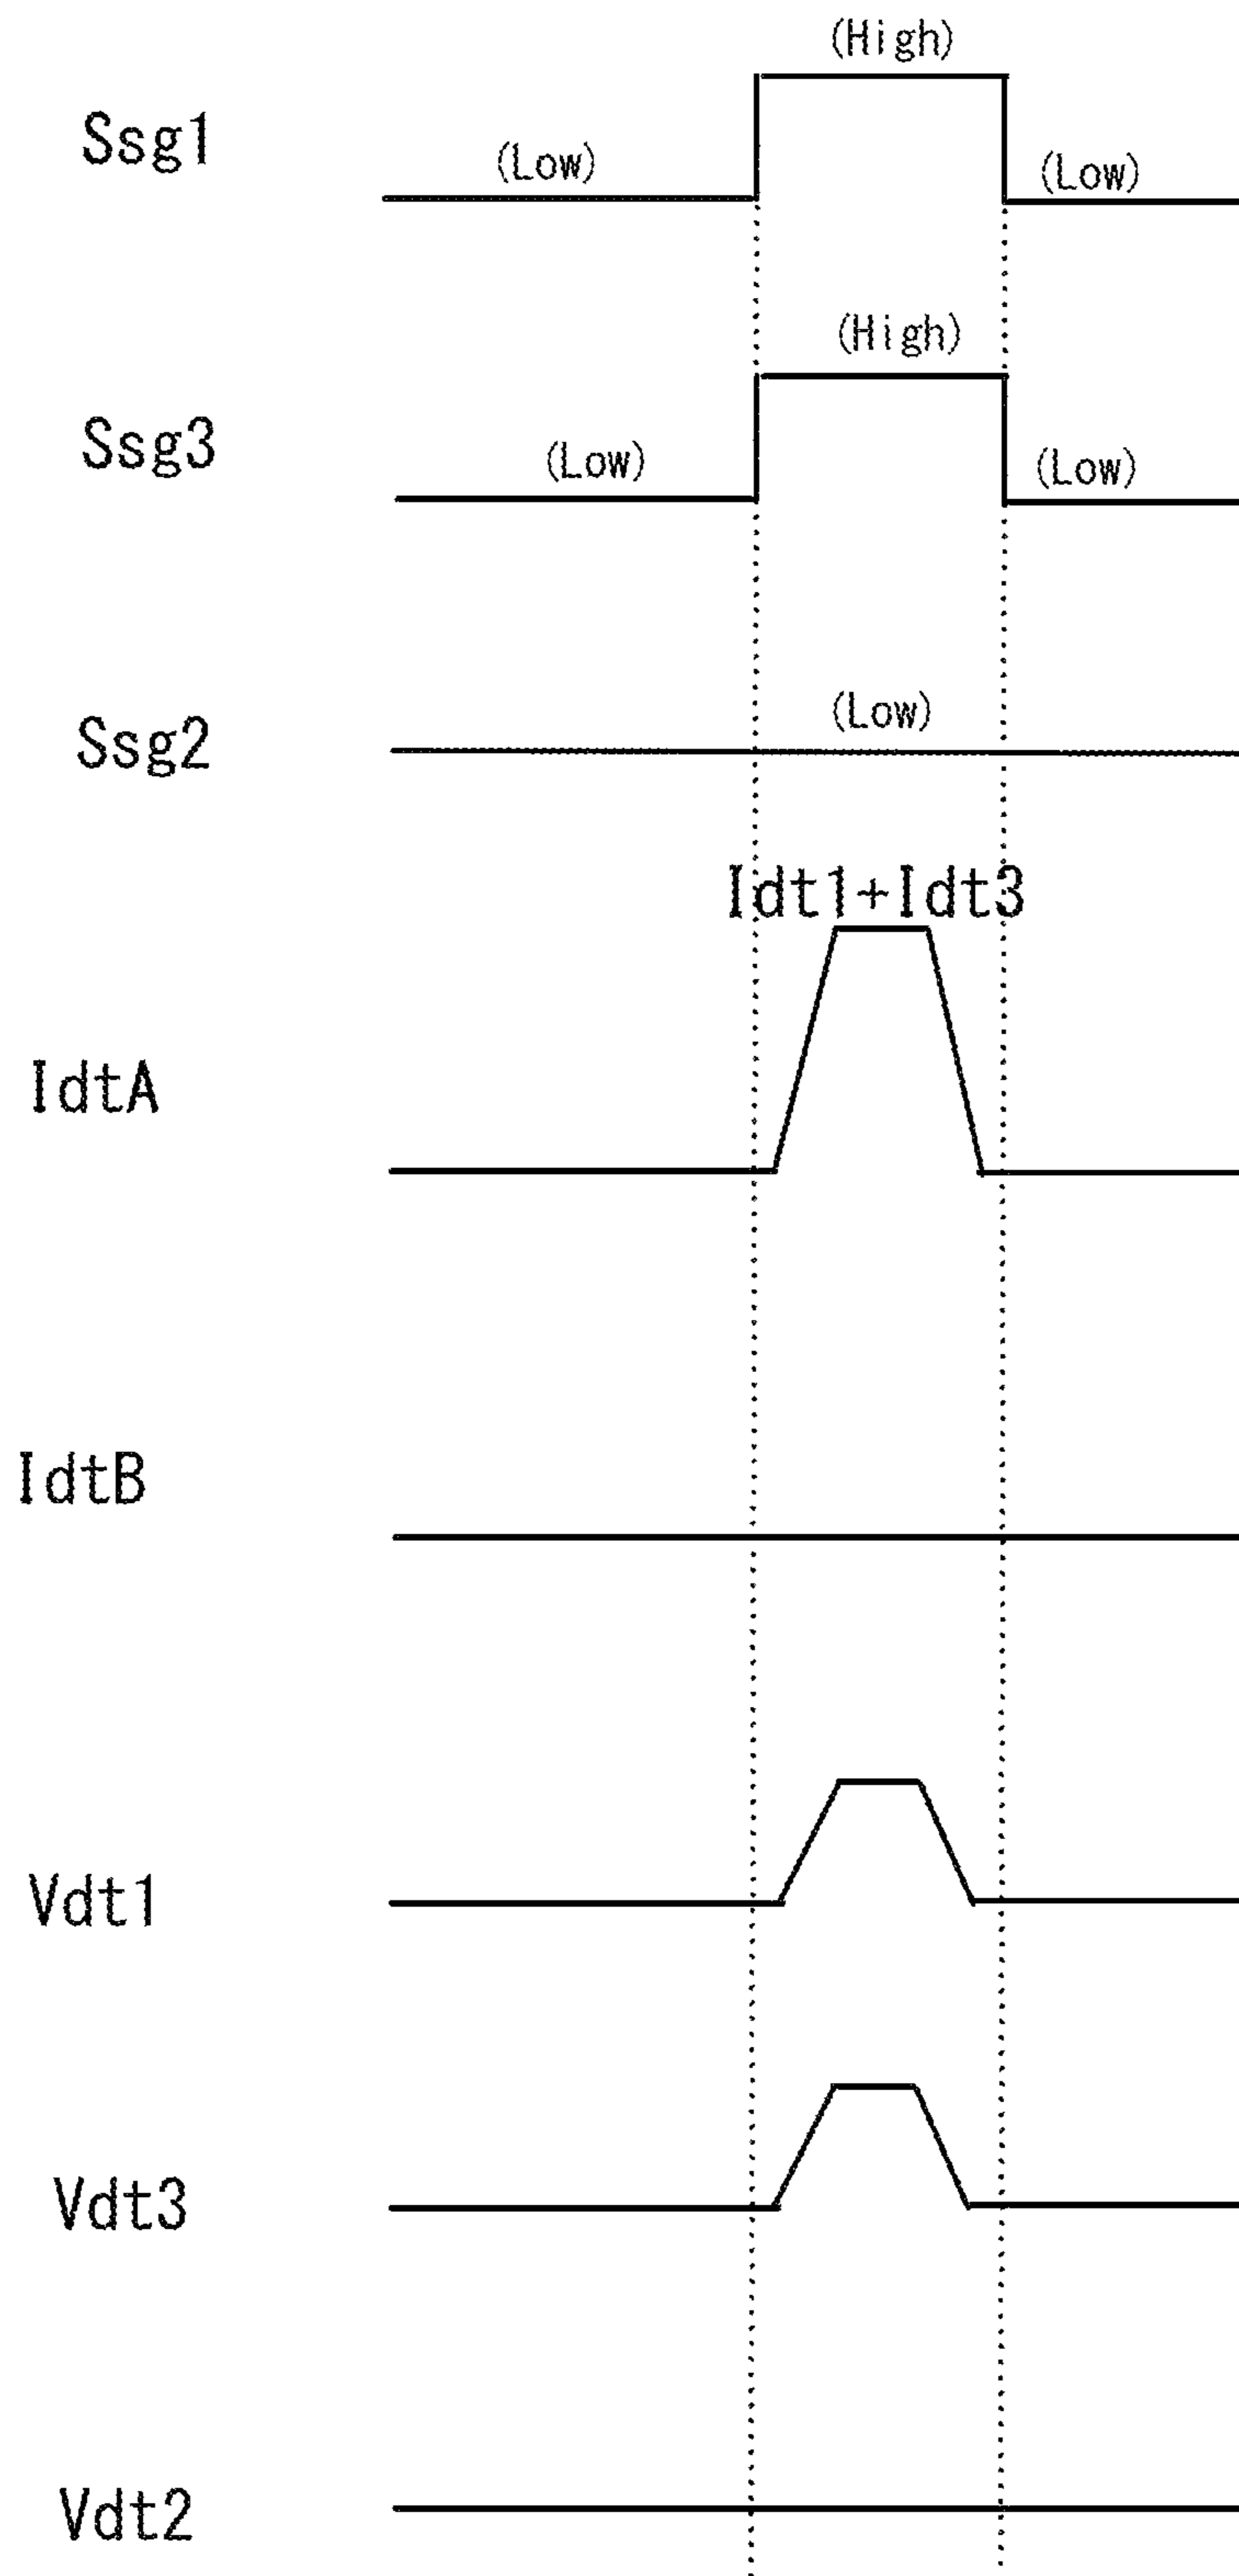 (High)
Ssg1
(Low)
(Low)
(High)
Ssg3
(Low)
(Low)
Ssg2
(Low)
Idt1+Idt3
IdtA
IdtB
Vdt1
Vdt3
Vdt2